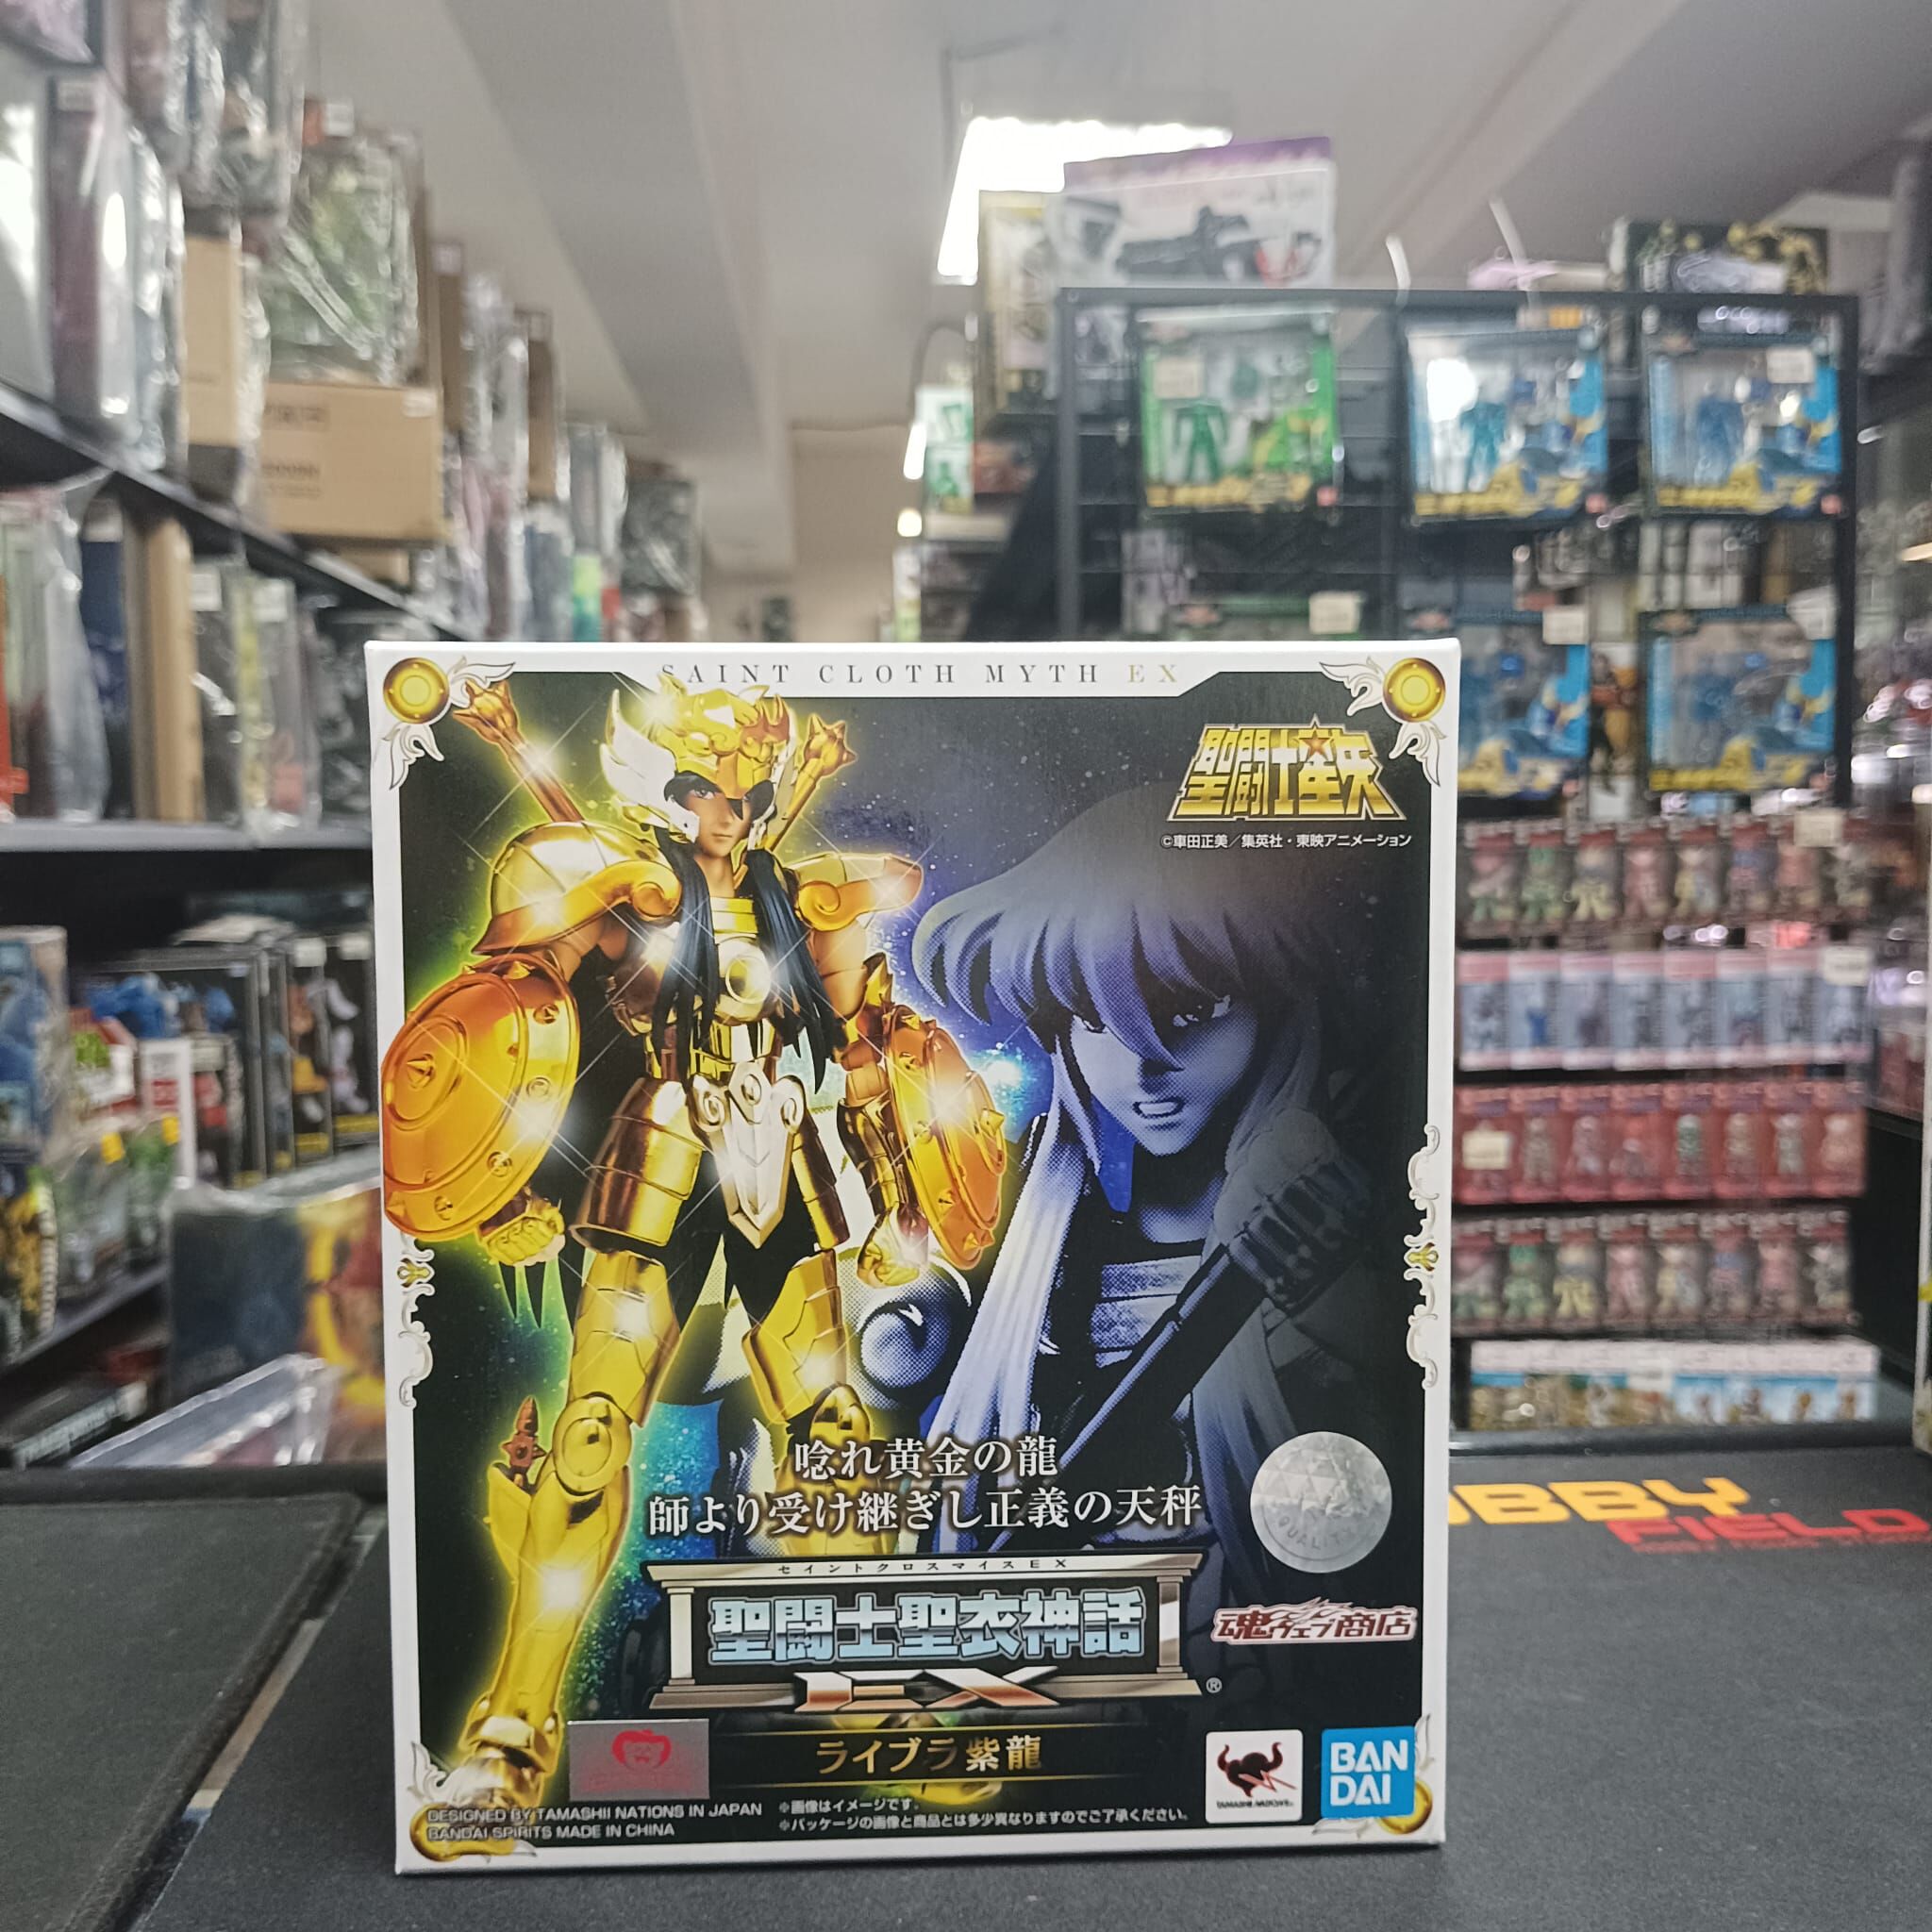 SAINT CLOTH MYTH EX
聖闘士星矢
©車田正美／集英社・東映アニメーション
唸れ黄金の龍
師より受け継ぎし正義の天秤
QUALITY
セイントクロスマイスEX
聖闘士聖衣神話
EX
®
魂ウェブ商店
ライブラ紫龍
TAMASHII NATIONS
BAN
DAI
DESIGNED BY TAMASHII NATIONS IN JAPAN
BANDAI SPIRITS MADE IN CHINA
※画像はイメージです。
※パッケージの画像と商品とは多少異なりますのでご了承ください。
OBBY
FIELD